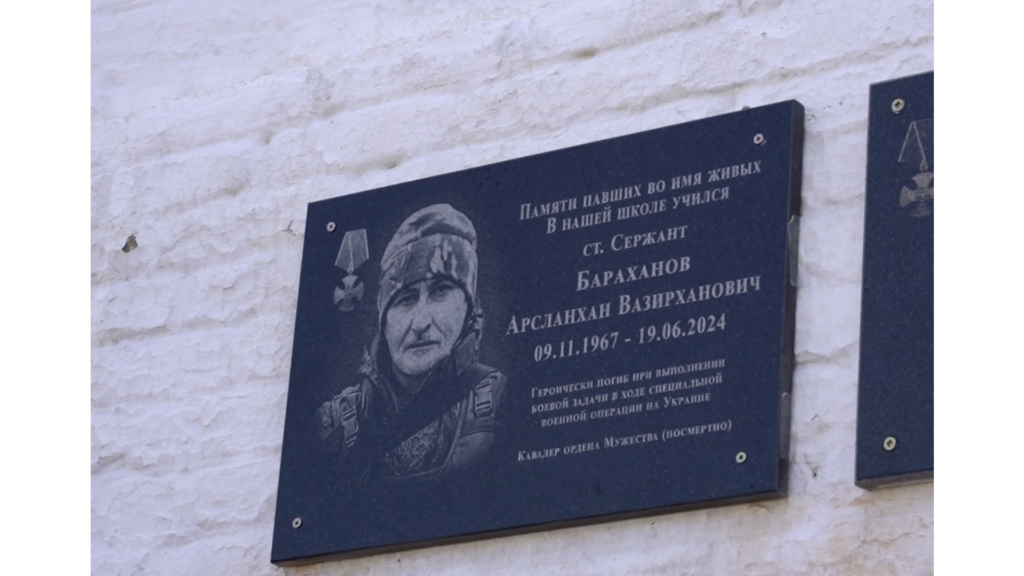 Памяти павших во имя живых
В нашей школе учился
ст. Сержант
Бараханов
Арсланхан Вазирханович
09.11.1967 - 19.06.2024
Героически погиб при выполнении
боевой задачи в ходе специальной
военной операции на Украине
Кавалер ордена Мужества (посмертно)